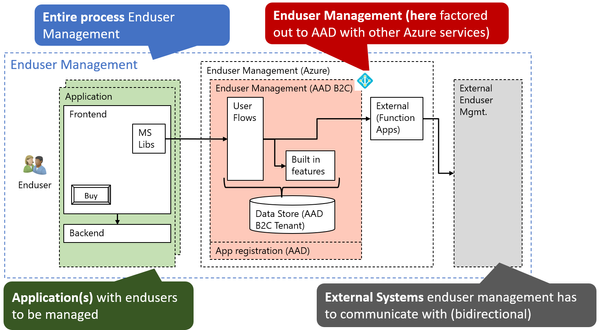 Entire process Enduser
Management
Enduser Management (here factored
out to AAD with other Azure services)
Enduser Management
Enduser Management (Azure)
Application
Frontend
MS
Libs
Buy
Backend
Enduser
Enduser Management (AAD B2C)
User
Flows
Built in
features
Data Store (AAD
B2C Tenant)
App registration (AAD)
External
(Function
Apps)
External
Enduser
Mgmt.
Application(s) with endusers
to be managed
External Systems enduser management has
to communicate with (bidirectional)